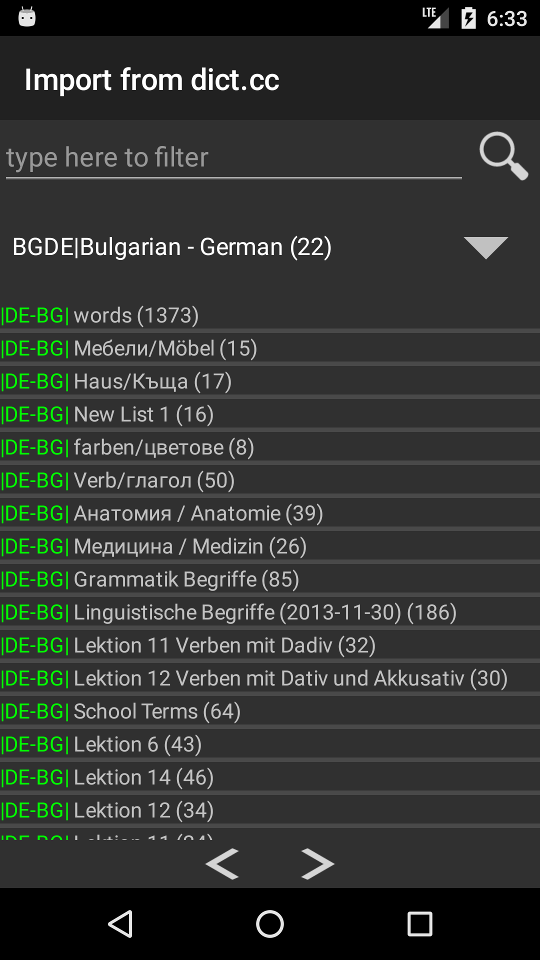 LTE 6:33
Import from dict.cc
type here to filter
BGDE|Bulgarian - German (22)
|DE-BG| words (1373)
|DE-BG| Мебели/Möbel (15)
|DE-BG| Haus/Къща (17)
|DE-BG| New List 1 (16)
|DE-BG| farben/цветове (8)
|DE-BG| Verb/глагол (50)
|DE-BG| Анатомия / Anatomie (39)
|DE-BG| Медицина / Medizin (26)
|DE-BG| Grammatik Begriffe (85)
|DE-BG| Linguistische Begriffe (2013-11-30) (186)
|DE-BG| Lektion 11 Verben mit Dadiv (32)
|DE-BG| Lektion 12 Verben mit Dativ und Akkusativ (30)
|DE-BG| School Terms (64)
|DE-BG| Lektion 6 (43)
|DE-BG| Lektion 14 (46)
|DE-BG| Lektion 12 (34)
|DE-BG| Lektion 11